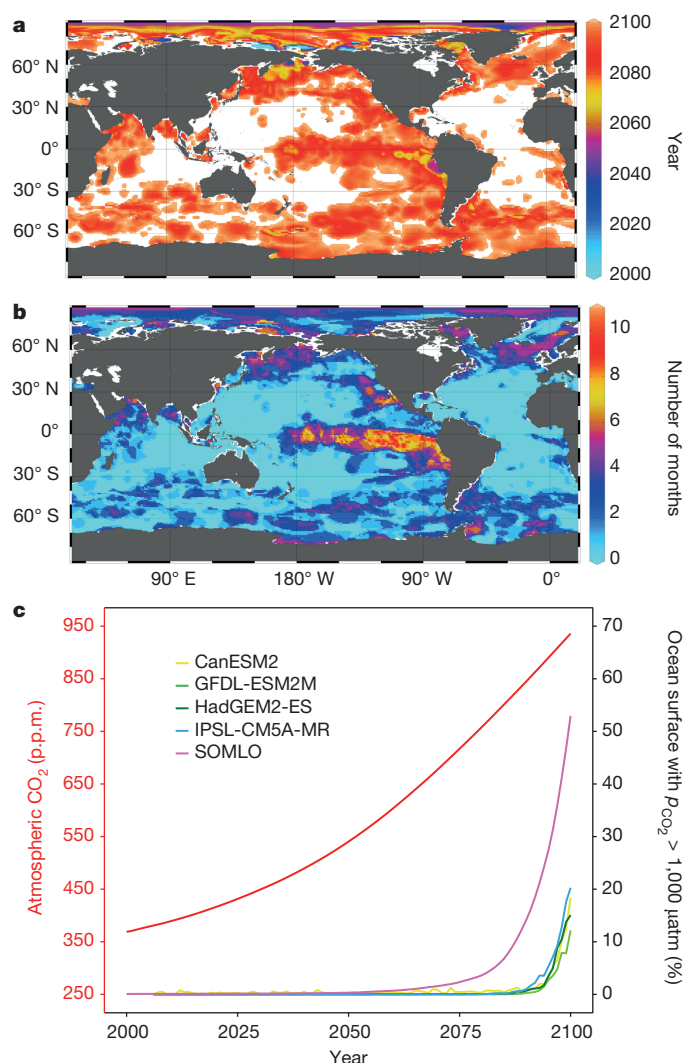 a
60° N
30° N
0°
30° S
60° S
2100
2080
2060
2040
2020
2000
Year
b
60° N
30° N
0°
30° S
60° S
90° E
180° W
90° W
0°
10
8
6
4
2
0
Number of months
c
950
850
750
650
550
450
350
250
Atmospheric CO2 (p.p.m.)
CanESM2
GFDL-ESM2M
HadGEM2-ES
IPSL-CM5A-MR
SOMLO
70
60
50
40
30
20
10
0
Ocean surface with pCO2 > 1,000 μatm (%)
2000
2025
2050
2075
2100
Year